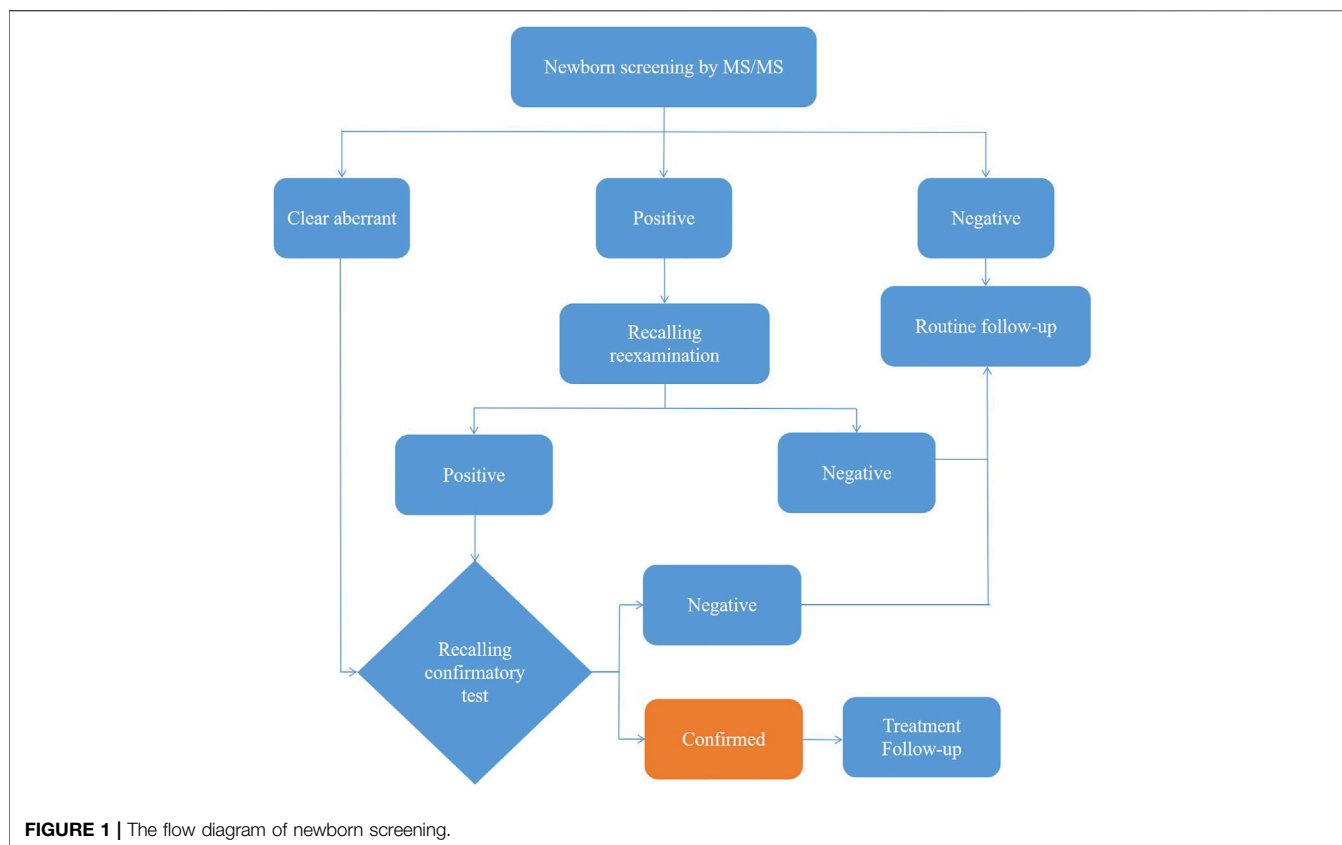 Newborn screening by MS/MS
Clear aberrant
Positive
Negative
Recalling
reexamination
Routine follow-up
Positive
Negative
Recalling
confirmatory
test
Negative
Confirmed
Treatment
Follow-up
FIGURE 1 | The flow diagram of newborn screening.